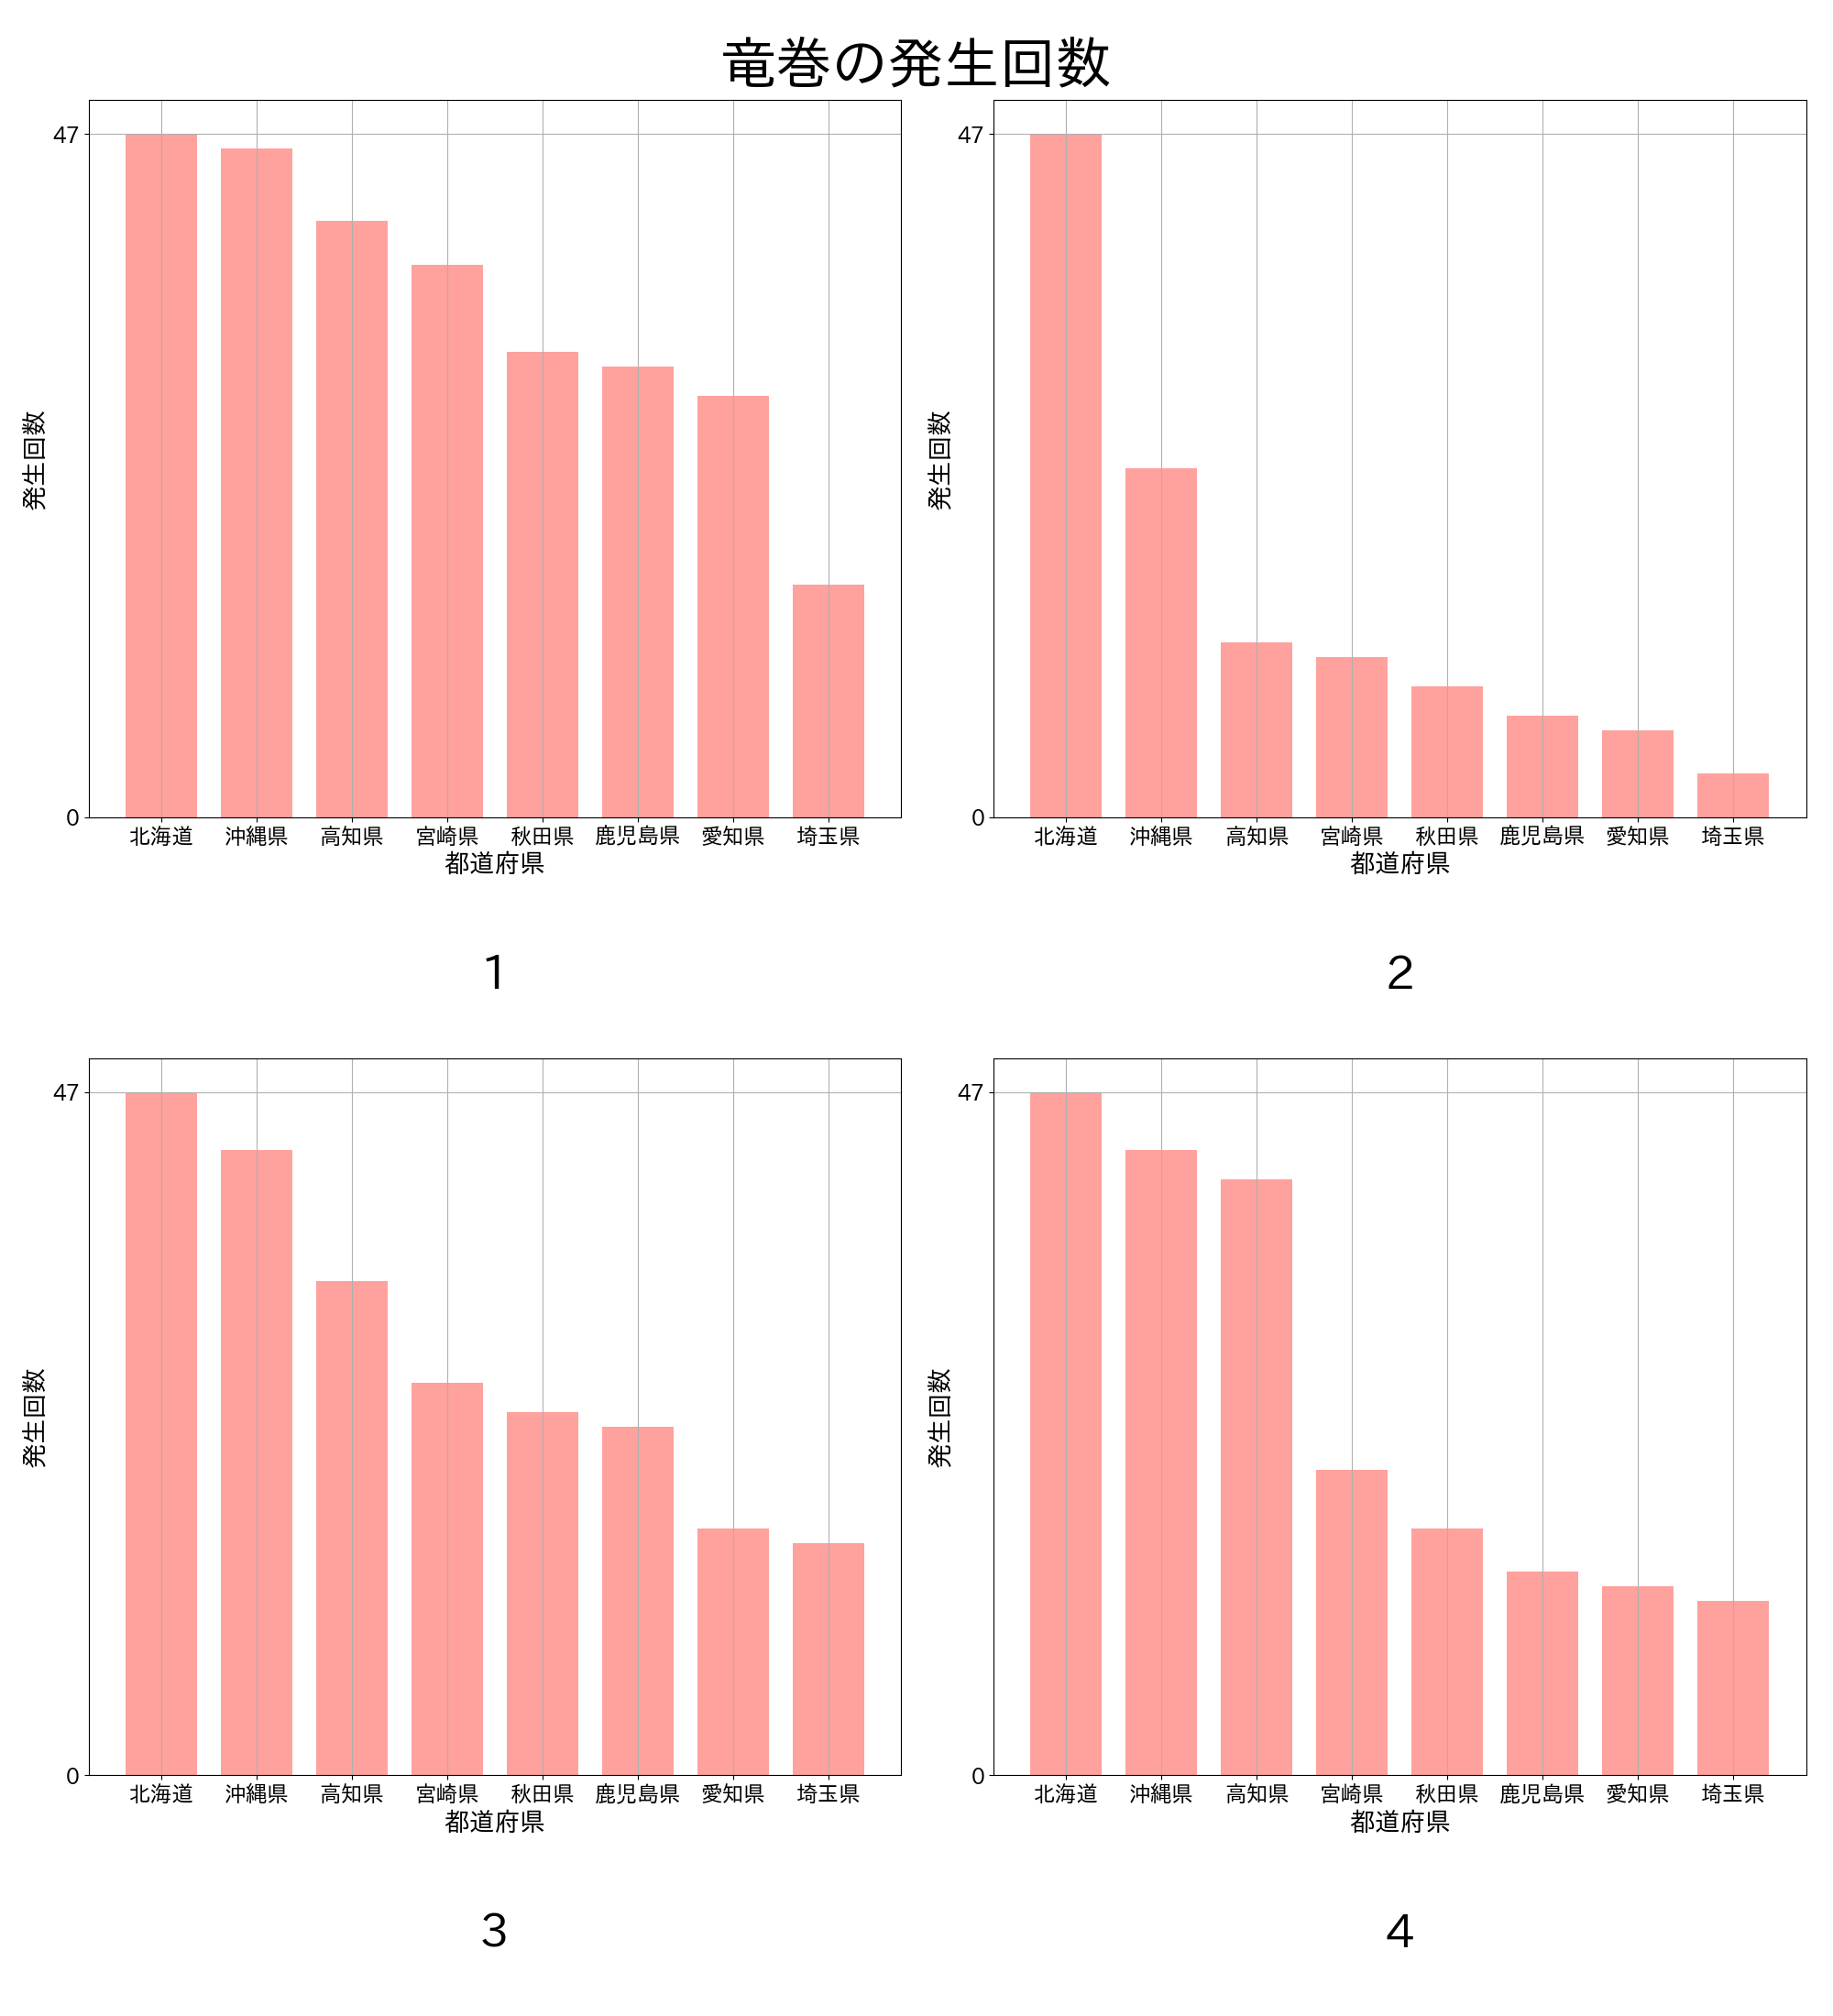 竜巻の発生回数
47
0
発生回数
北海道 沖縄県 高知県 宮崎県 秋田県 鹿児島県 愛知県 埼玉県
都道府県
1
47
0
発生回数
北海道 沖縄県 高知県 宮崎県 秋田県 鹿児島県 愛知県 埼玉県
都道府県
2
47
0
発生回数
北海道 沖縄県 高知県 宮崎県 秋田県 鹿児島県 愛知県 埼玉県
都道府県
3
47
0
発生回数
北海道 沖縄県 高知県 宮崎県 秋田県 鹿児島県 愛知県 埼玉県
都道府県
4